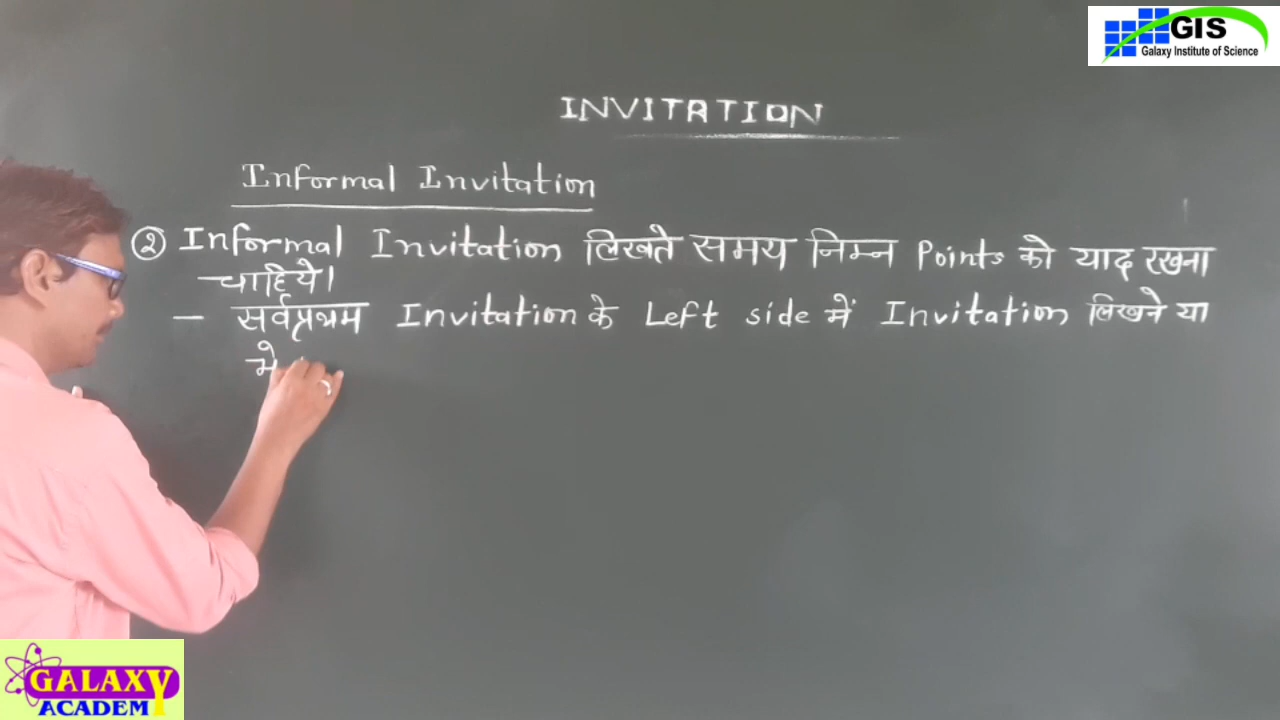 GIS
Galaxy Institute of Science
INVITATION
Informal Invitation
② Informal Invitation लिखते समय निम्न Points को याद रखना
चाहिये।
— सर्वप्रथम Invitation के Left side में Invitation लिखने या
GALAXY
ACADEM